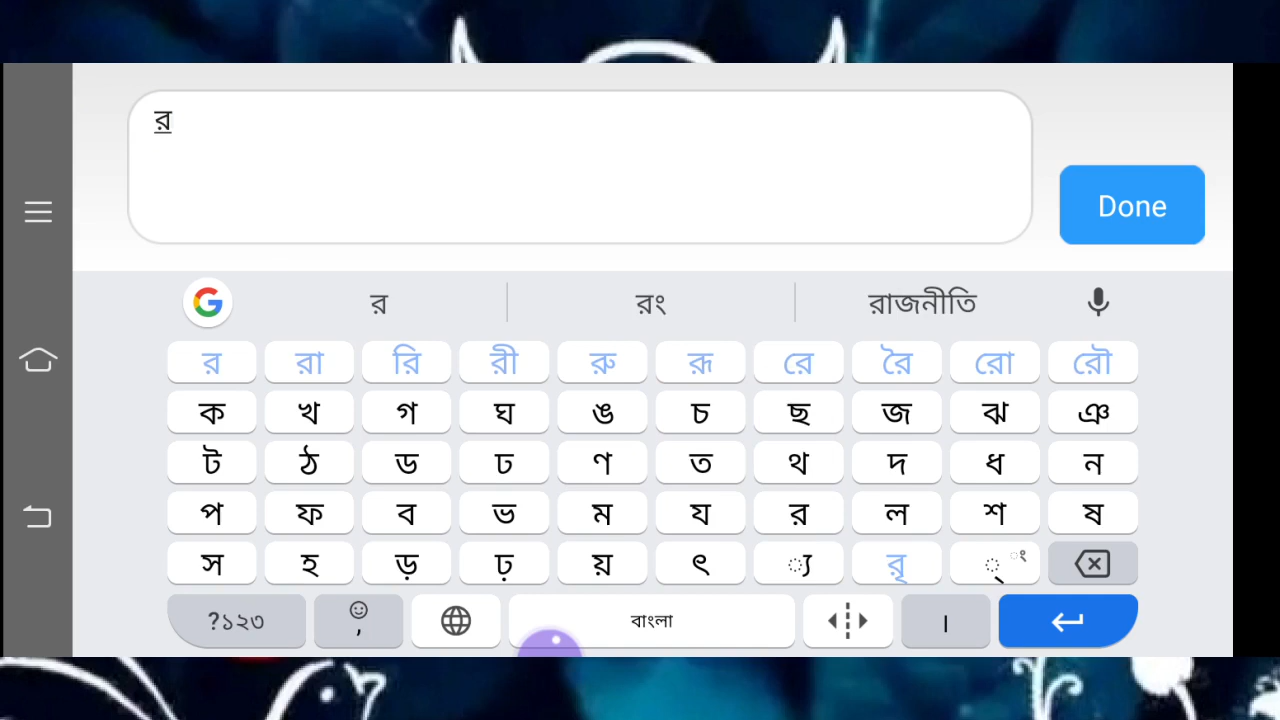 র
Done
র রং রাজনীতি
র রা রি রী রু রূ রে রৈ রো রৌ
ক খ গ ঘ ঙ চ ছ জ ঝ ঞ
ট ঠ ড ঢ ণ ত থ দ ধ ন
প ফ ব ভ ম য র ল শ ষ
স হ ড় ঢ় য় ৎ ্য রৃ ্ ং
?১২৩ , বাংলা ।